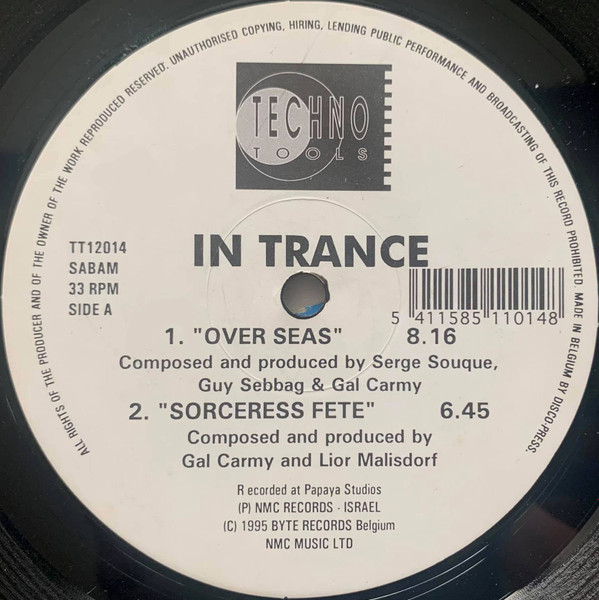 ALL RIGHTS OF THE PRODUCER AND OF THE OWNER OF THE WORK REPRODUCED RESERVED. UNAUTHORISED COPYING, HIRING, LENDING PUBLIC PERFORMANCE AND BROADCASTING OF THIS RECORD PROHIBITED. MADE IN BELGIUM BY DISCO-PRESS.
TECHNO
TOOLS
IN TRANCE
TT12014
SABAM
33 RPM
SIDE A
5 411585 110148
1. "OVER SEAS" 8.16
Composed and produced by Serge Souque,
Guy Sebbag & Gal Carmy
2. "SORCERESS FETE" 6.45
Composed and produced by
Gal Carmy and Lior Malisdorf
R ecorded at Papaya Studios
(P) NMC RECORDS - ISRAEL
(C) 1995 BYTE RECORDS Belgium
NMC MUSIC LTD